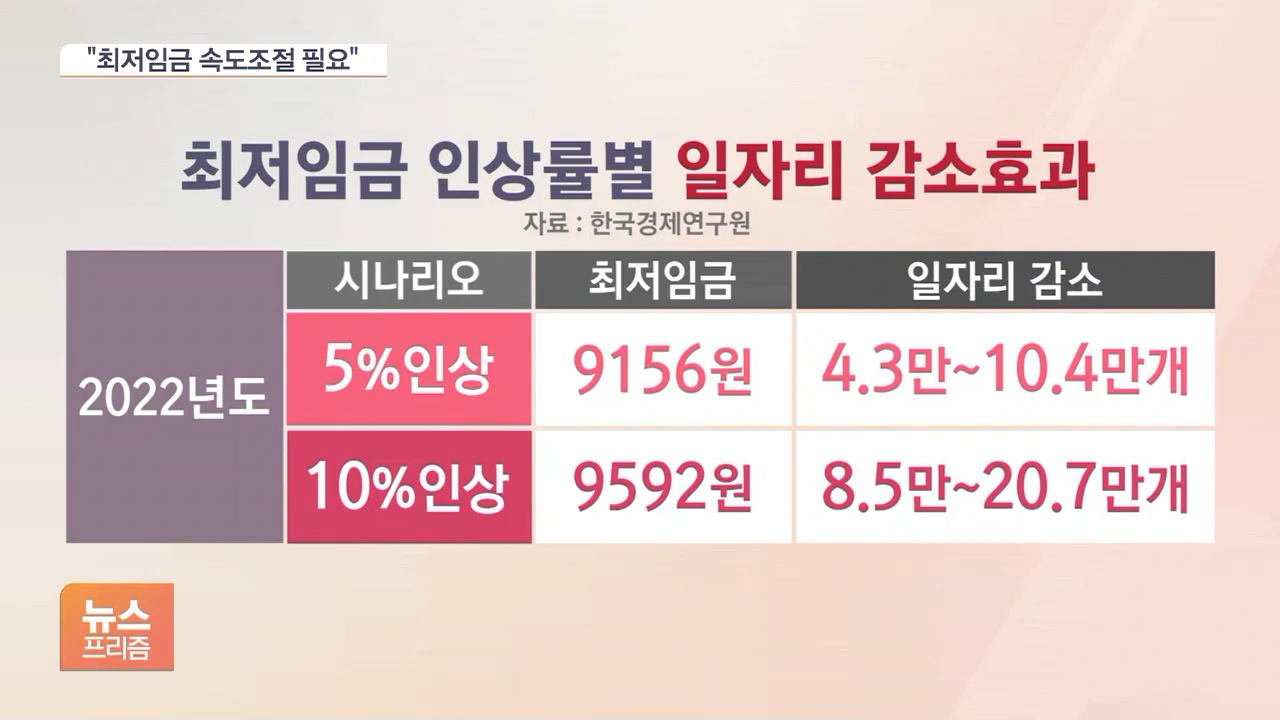 "최저임금 속도조절 필요"
최저임금 인상률별 일자리 감소효과
자료 : 한국경제연구원
시나리오 최저임금 일자리 감소
2022년도
5%인상 9156원 4.3만~10.4만개
10%인상 9592원 8.5만~20.7만개
뉴스
프리즘